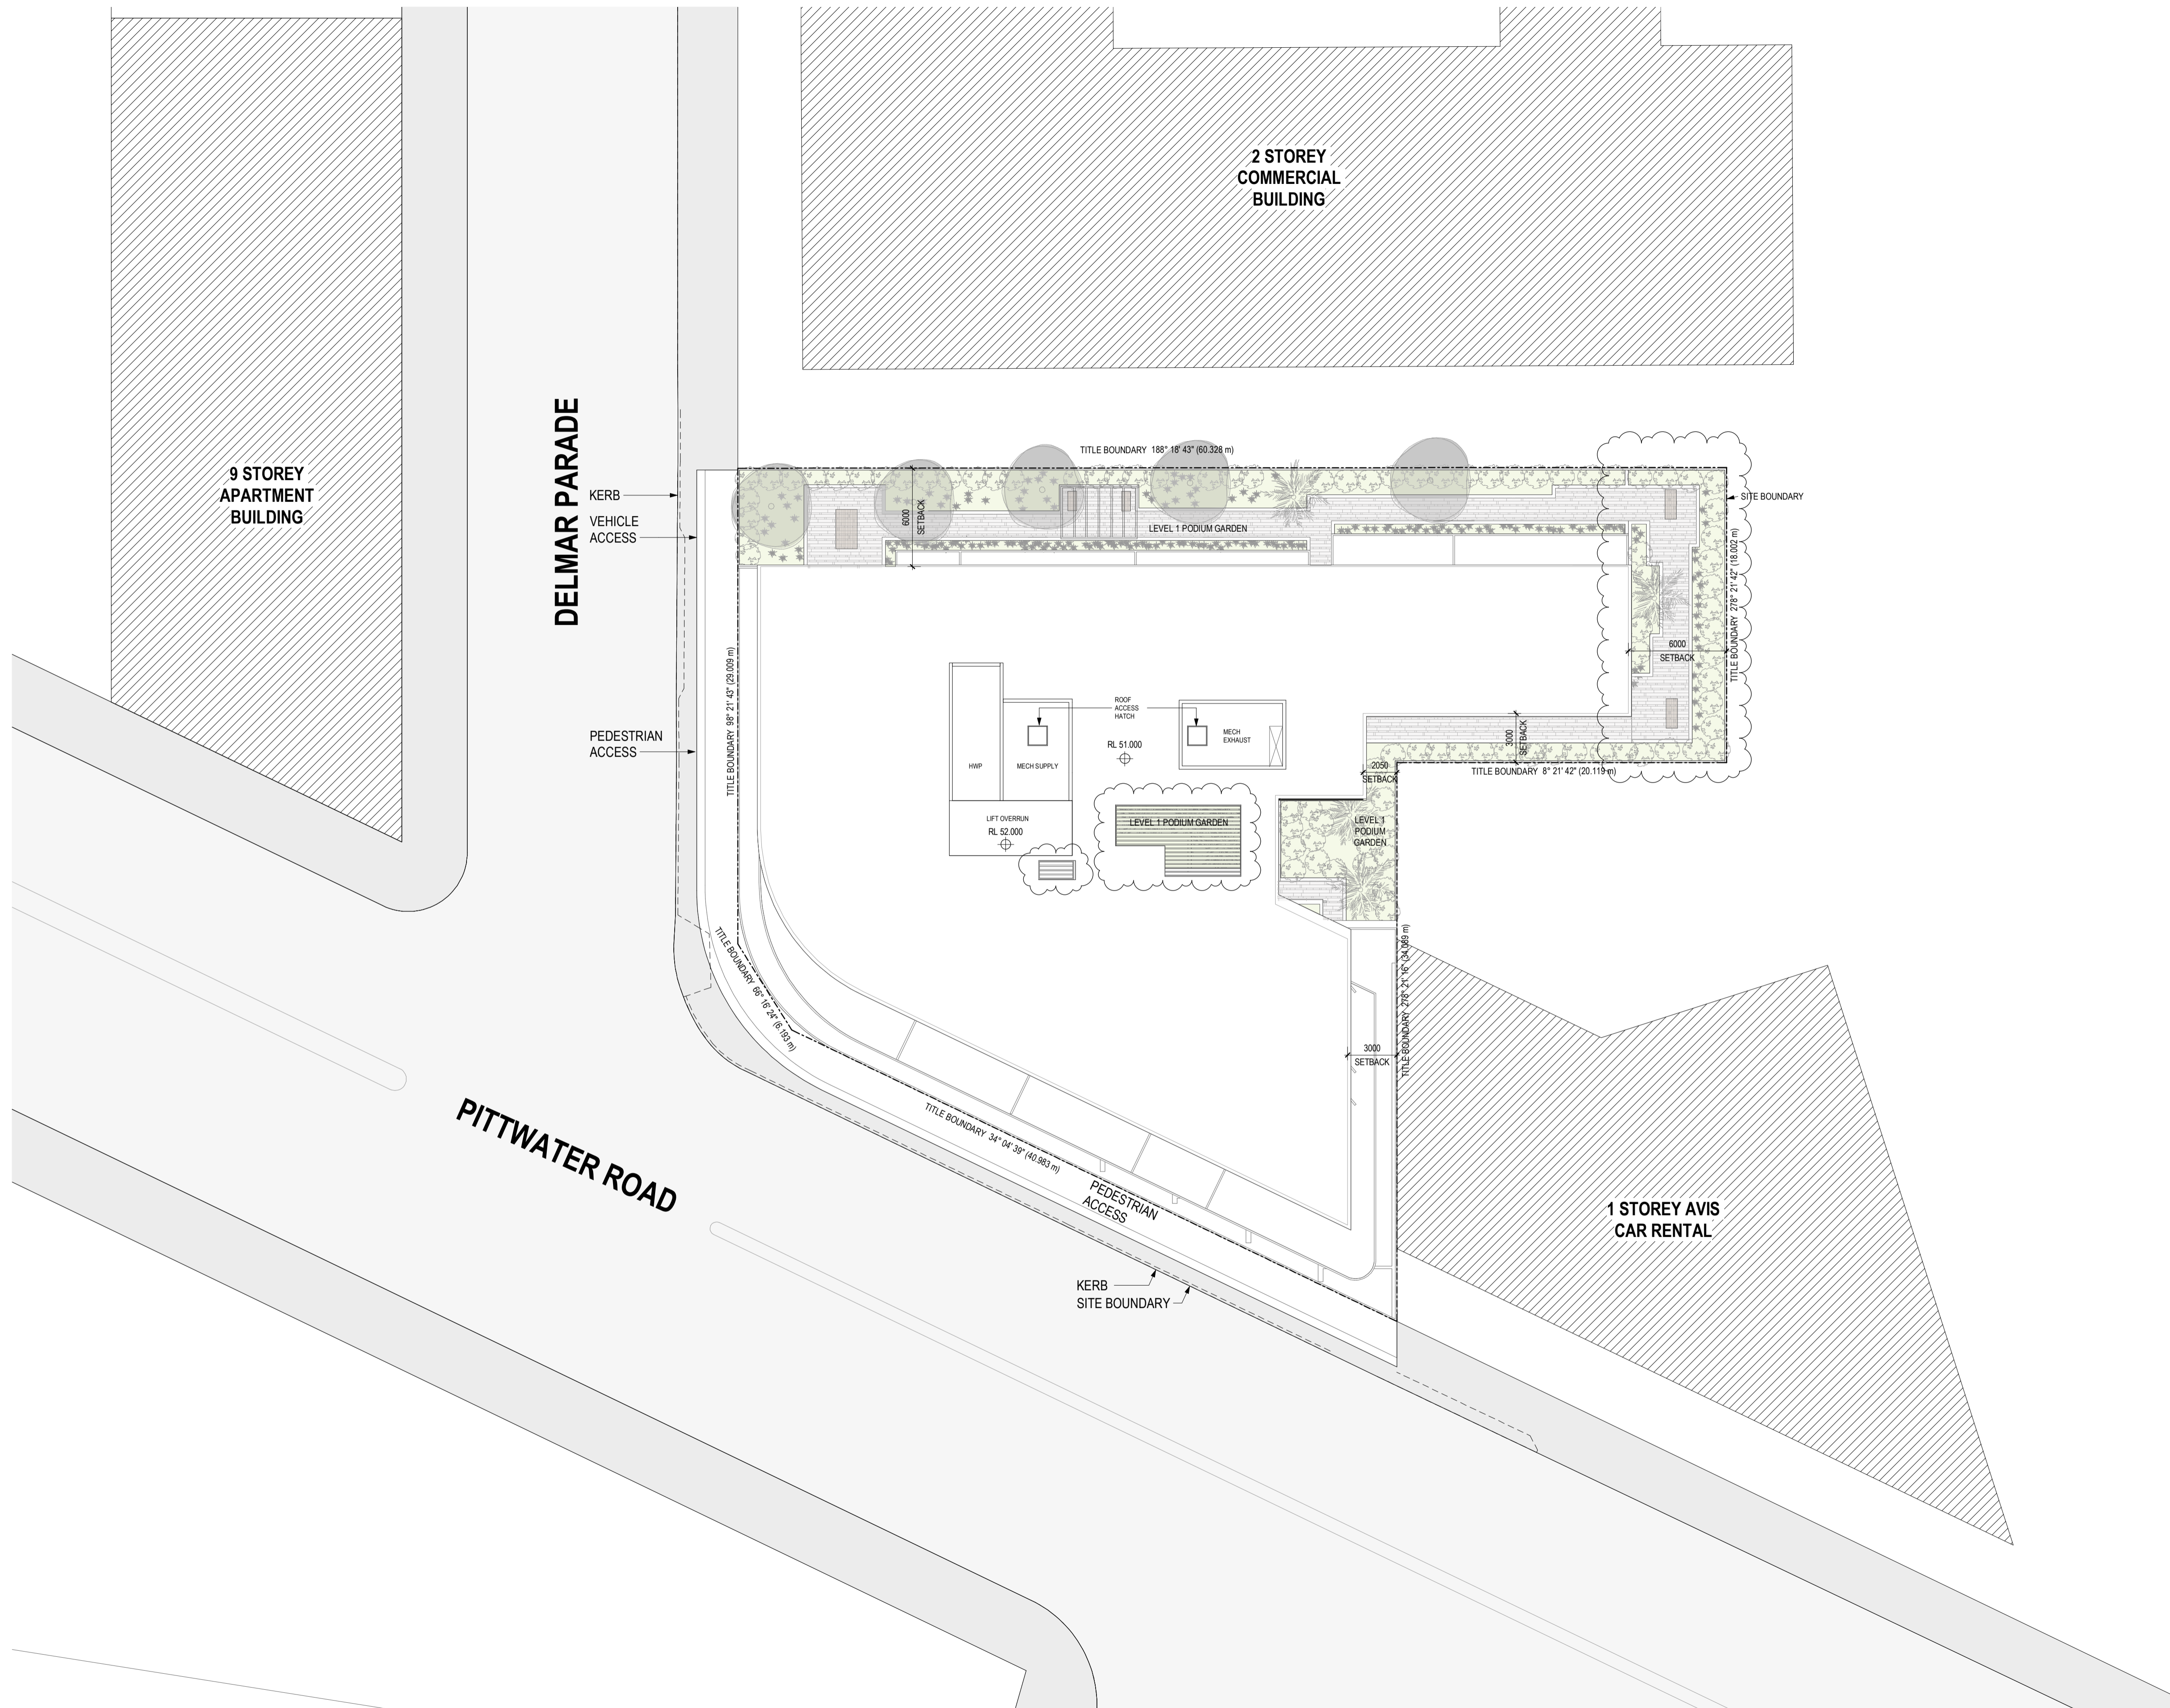 2 STOREY
COMMERCIAL
BUILDING
9 STOREY
APARTMENT
BUILDING
DELMAR PARADE
KERB
VEHICLE
ACCESS
PEDESTRIAN
ACCESS
TITLE BOUNDARY 188° 18' 43" (60.328 m)
SITE BOUNDARY
6000
SETBACK
LEVEL 1 PODIUM GARDEN
TITLE BOUNDARY 278° 21' 42" (18.002 m)
6000
SETBACK
TITLE BOUNDARY 98° 21' 43" (29.009 m)
ROOF
ACCESS
HATCH
RL 51.000
MECH
EXHAUST
HWP
MECH SUPPLY
3000
SETBACK
2050
SETBACK
TITLE BOUNDARY 8° 21' 42" (20.119 m)
LIFT OVERRUN
RL 52.000
LEVEL 1 PODIUM GARDEN
LEVEL 1
PODIUM
GARDEN
TITLE BOUNDARY 66° 16' 24" (6.193 m)
TITLE BOUNDARY 278° 21' 16" (34.089 m)
3000
SETBACK
TITLE BOUNDARY 34° 04' 39" (40.983 m)
PITTWATER ROAD
PEDESTRIAN
ACCESS
1 STOREY AVIS
CAR RENTAL
KERB
SITE BOUNDARY